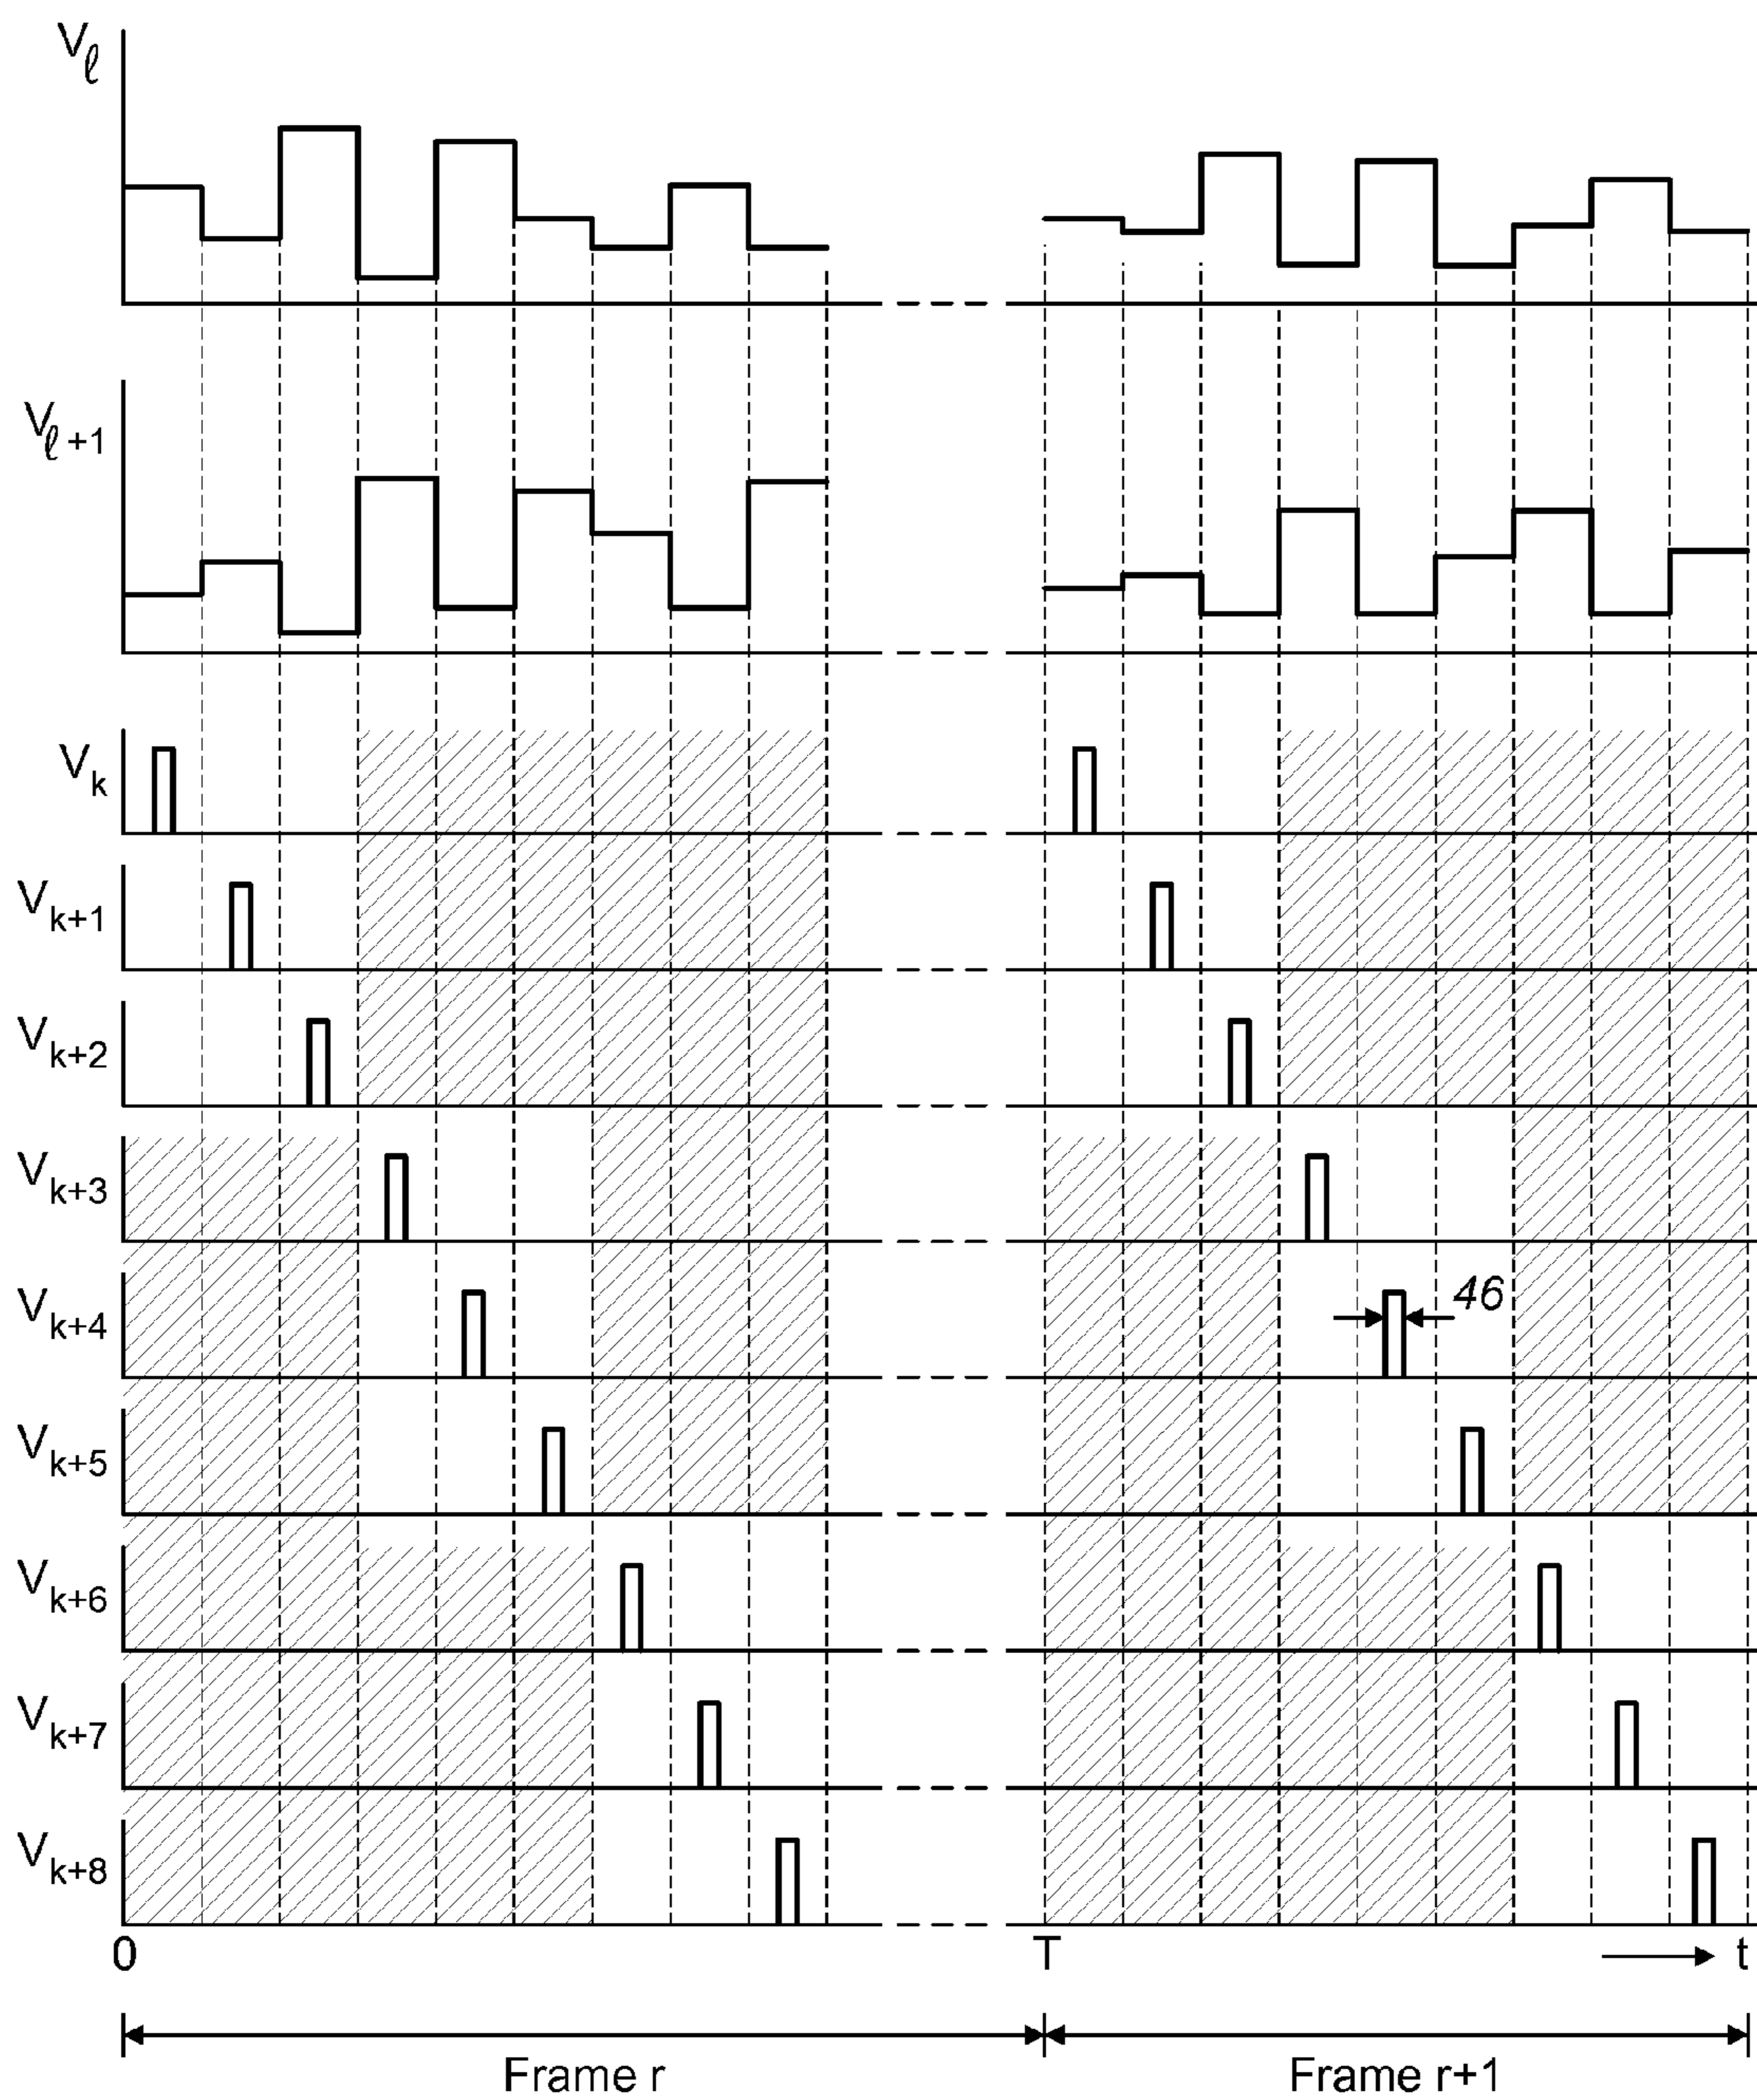 Vℓ
Vℓ+1
Vk
Vk+1
Vk+2
Vk+3
Vk+4
46
Vk+5
Vk+6
Vk+7
Vk+8
0 T t
Frame r Frame r+1